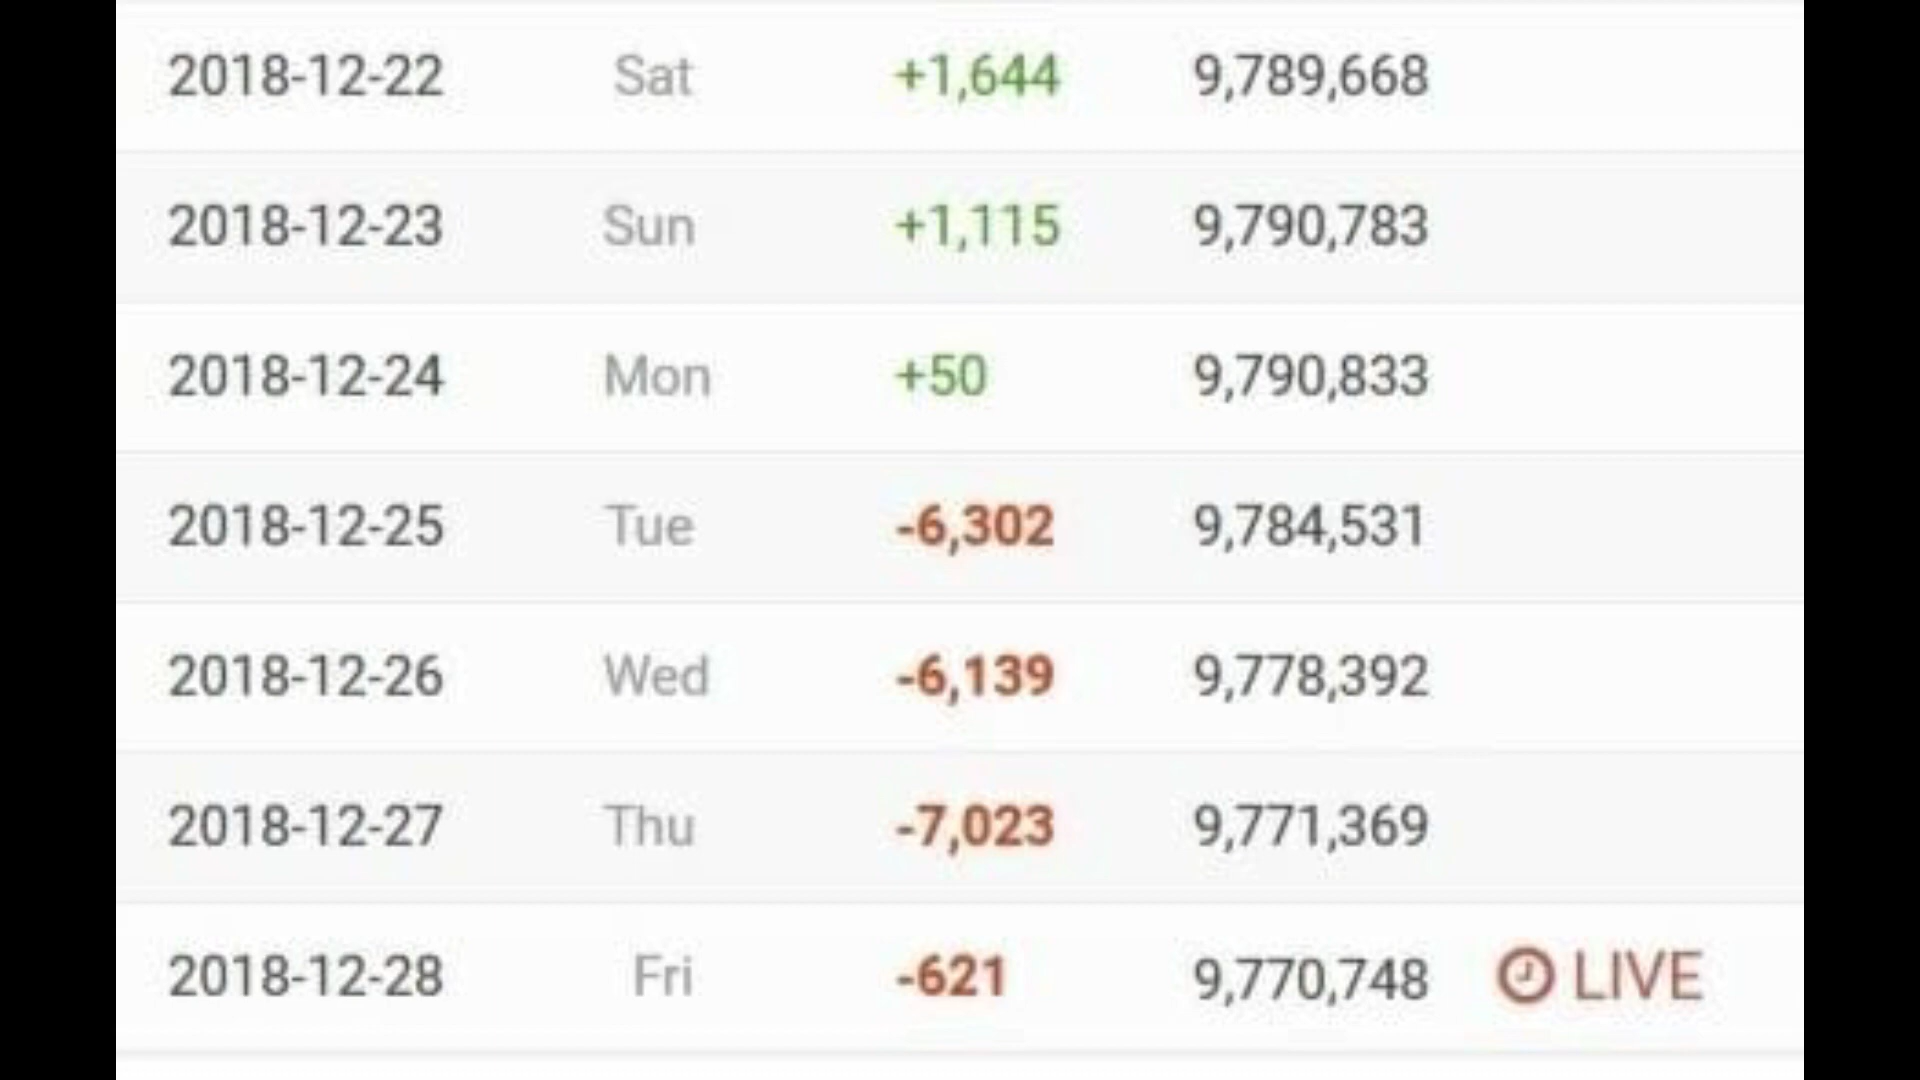 2018-12-22 Sat +1,644 9,789,668
2018-12-23 Sun +1,115 9,790,783
2018-12-24 Mon +50 9,790,833
2018-12-25 Tue -6,302 9,784,531
2018-12-26 Wed -6,139 9,778,392
2018-12-27 Thu -7,023 9,771,369
2018-12-28 Fri -621 9,770,748 LIVE